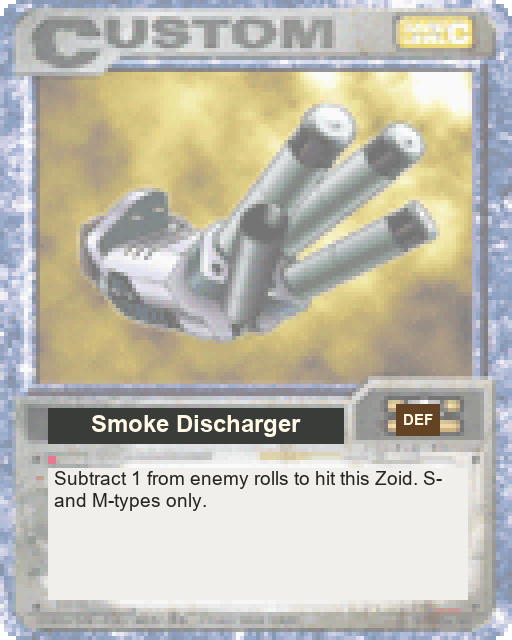 CUSTOM
C
Smoke Discharger
DEF
Subtract 1 from enemy rolls to hit this Zoid. S-
and M-types only.